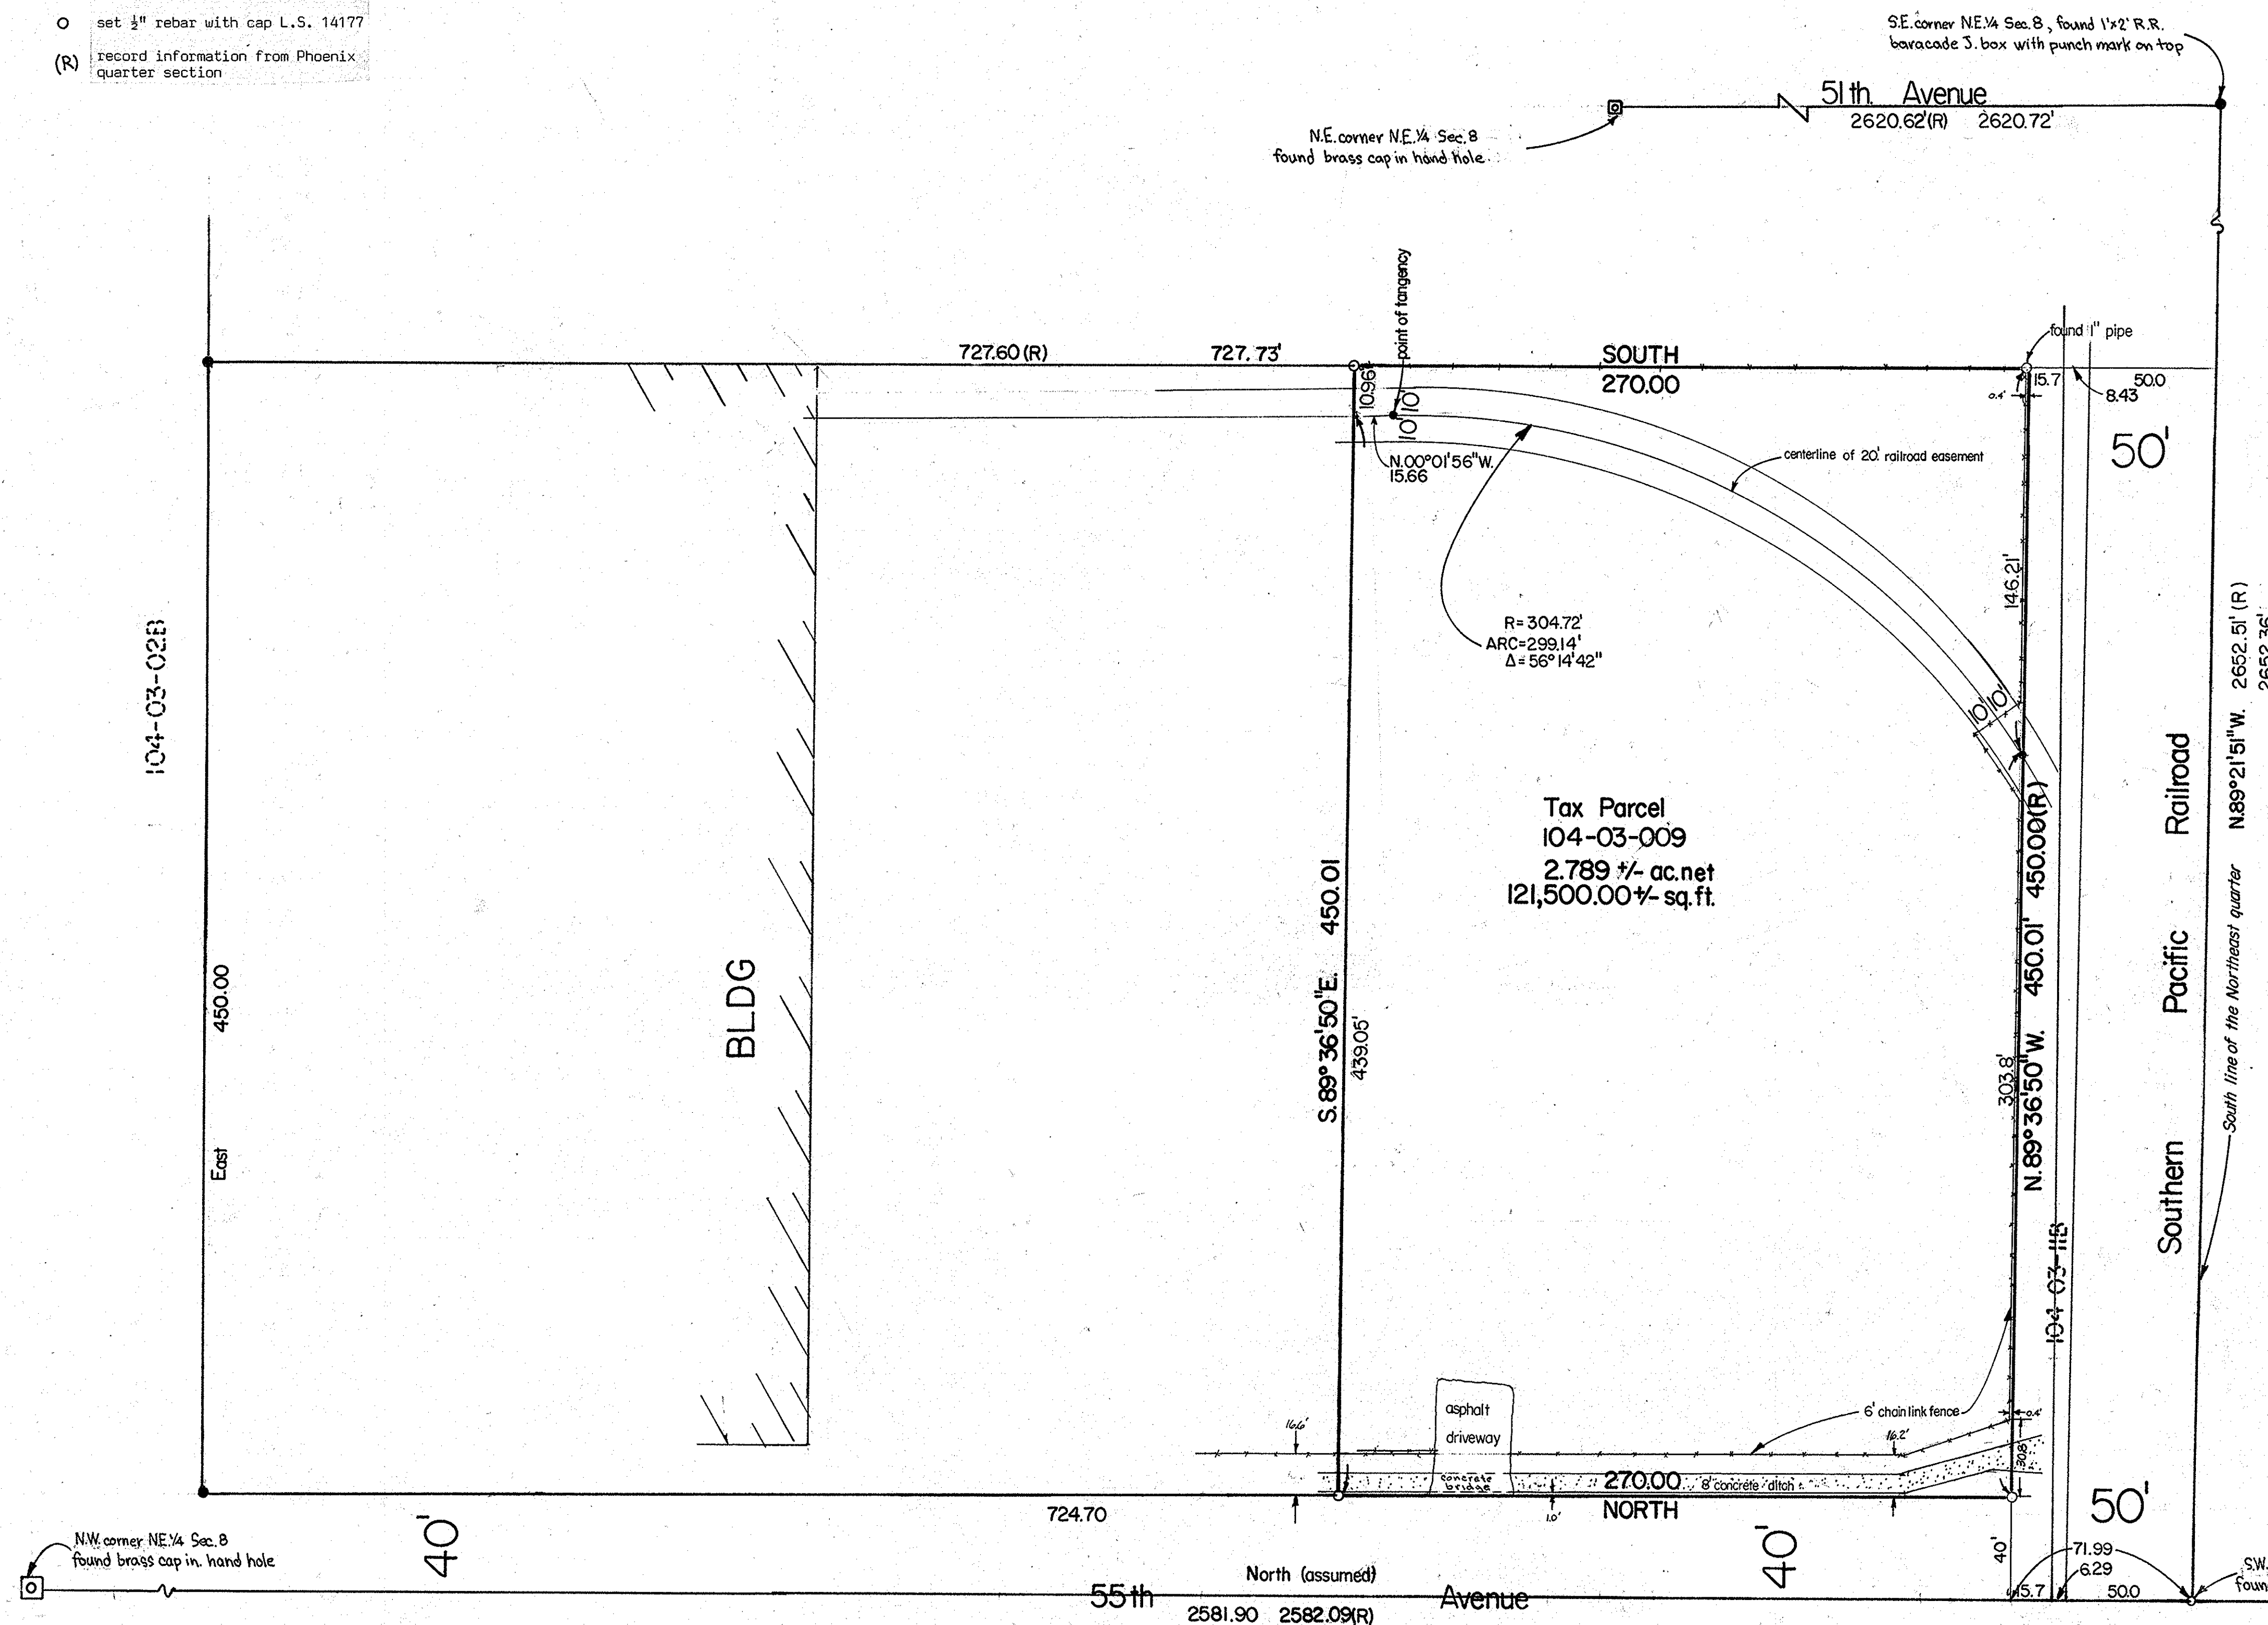 set ½" rebar with cap L.S. 14177
(R) record information from Phoenix
quarter section
S.E. corner N.E.¼ Sec. 8, found 1'x2' R.R.
baracade J. box with punch mark on top
51th. Avenue
2620.62'(R) 2620.72'
N.E. corner N.E.¼ Sec. 8
found brass cap in hand hole.
point of tangency
found 1" pipe
727.60 (R) 727.73'
SOUTH
270.00
15.7
50.0
8.43
0.4'
10.96'
10'
10'
50'
N.00°01'56"W.
15.66
centerline of 20' railroad easement
146.21'
R= 304.72'
ARC=299.14'
Δ= 56°14'42"
104-03-02B
10' 10'
N.89°21'51"W. 2652.51' (R)
2652.36'
Southern Pacific Railroad
South line of the Northeast quarter
Tax Parcel
104-03-009
2.789 +/- ac.net
121,500.00+/- sq.ft.
N.89°36'50"W. 450.01' 450.00(R)
303.8'
S.89°36'50"E. 450.01
439.05'
BLDG
East 450.00
104-03-11B
asphalt
driveway
6' chain link fence
0.4'
16.6'
16.2'
30.8'
concrete
bridge
270.00
8' concrete ditch
1.0'
NORTH
724.70
50'
40'
40'
40'
N.W. corner N.E.¼ Sec. 8
found brass cap in. hand hole
71.99
6.29
15.7
50.0
S.W.
foun
North (assumed)
55th Avenue
2581.90 2582.09(R)